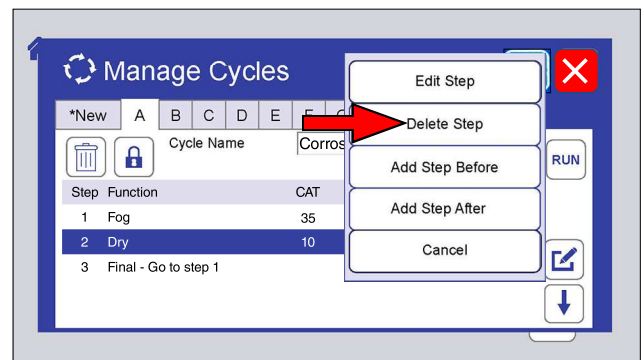 Manage Cycles
*New A B C D E F
Cycle Name Corros
RUN
Step Function CAT
1 Fog 35
2 Dry 10
3 Final - Go to step 1
Edit Step
Delete Step
Add Step Before
Add Step After
Cancel